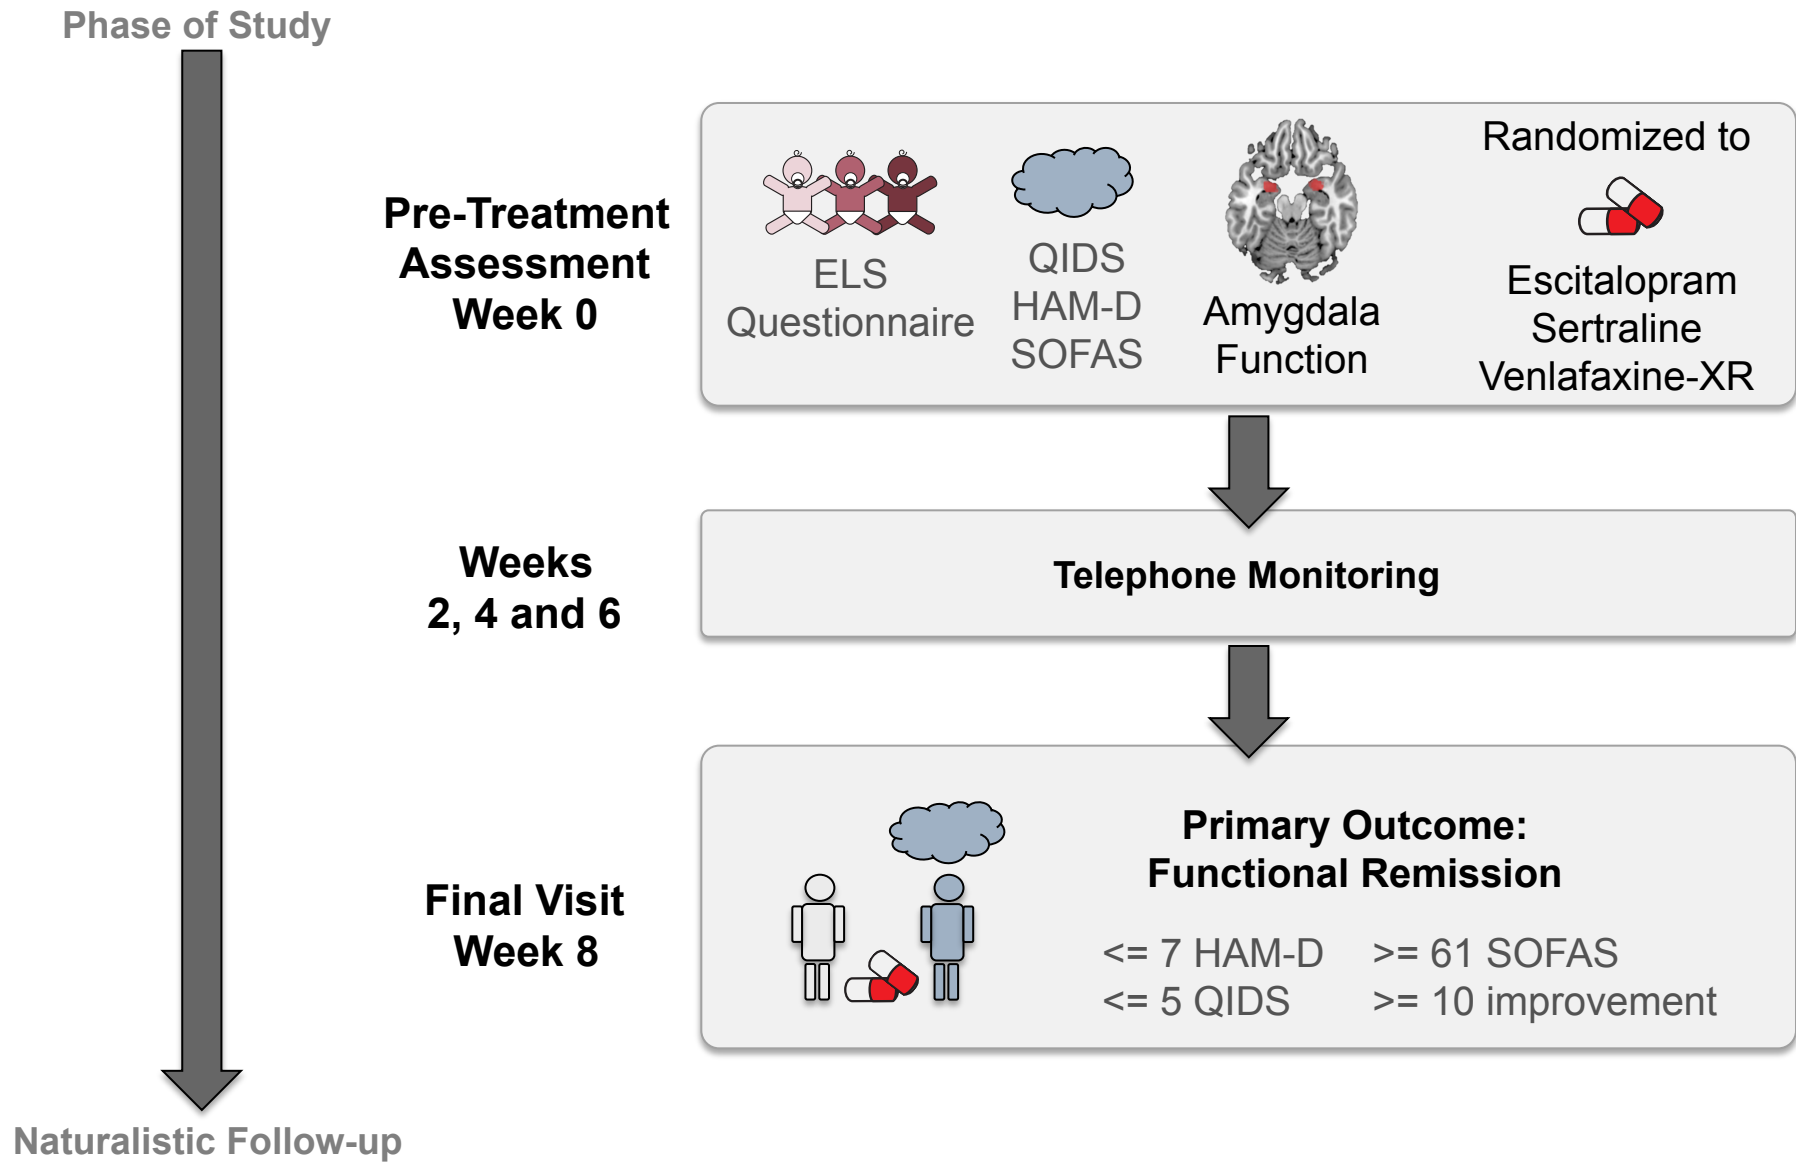 Phase of Study
Pre-Treatment
Assessment
Week 0
ELS
Questionnaire
QIDS
HAM-D
SOFAS
Amygdala
Function
Randomized to
Escitalopram
Sertraline
Venlafaxine-XR
Weeks
2, 4 and 6
Telephone Monitoring
Final Visit
Week 8
Primary Outcome:
Functional Remission
<= 7 HAM-D >= 61 SOFAS
<= 5 QIDS >= 10 improvement
Naturalistic Follow-up